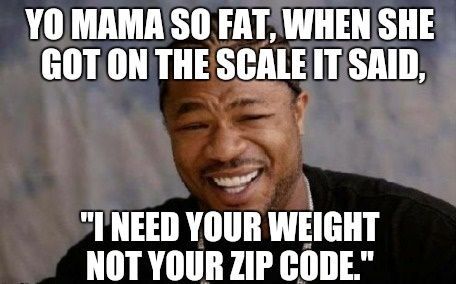 YO MAMA SO FAT, WHEN SHE
GOT ON THE SCALE IT SAID,
"I NEED YOUR WEIGHT
NOT YOUR ZIP CODE."